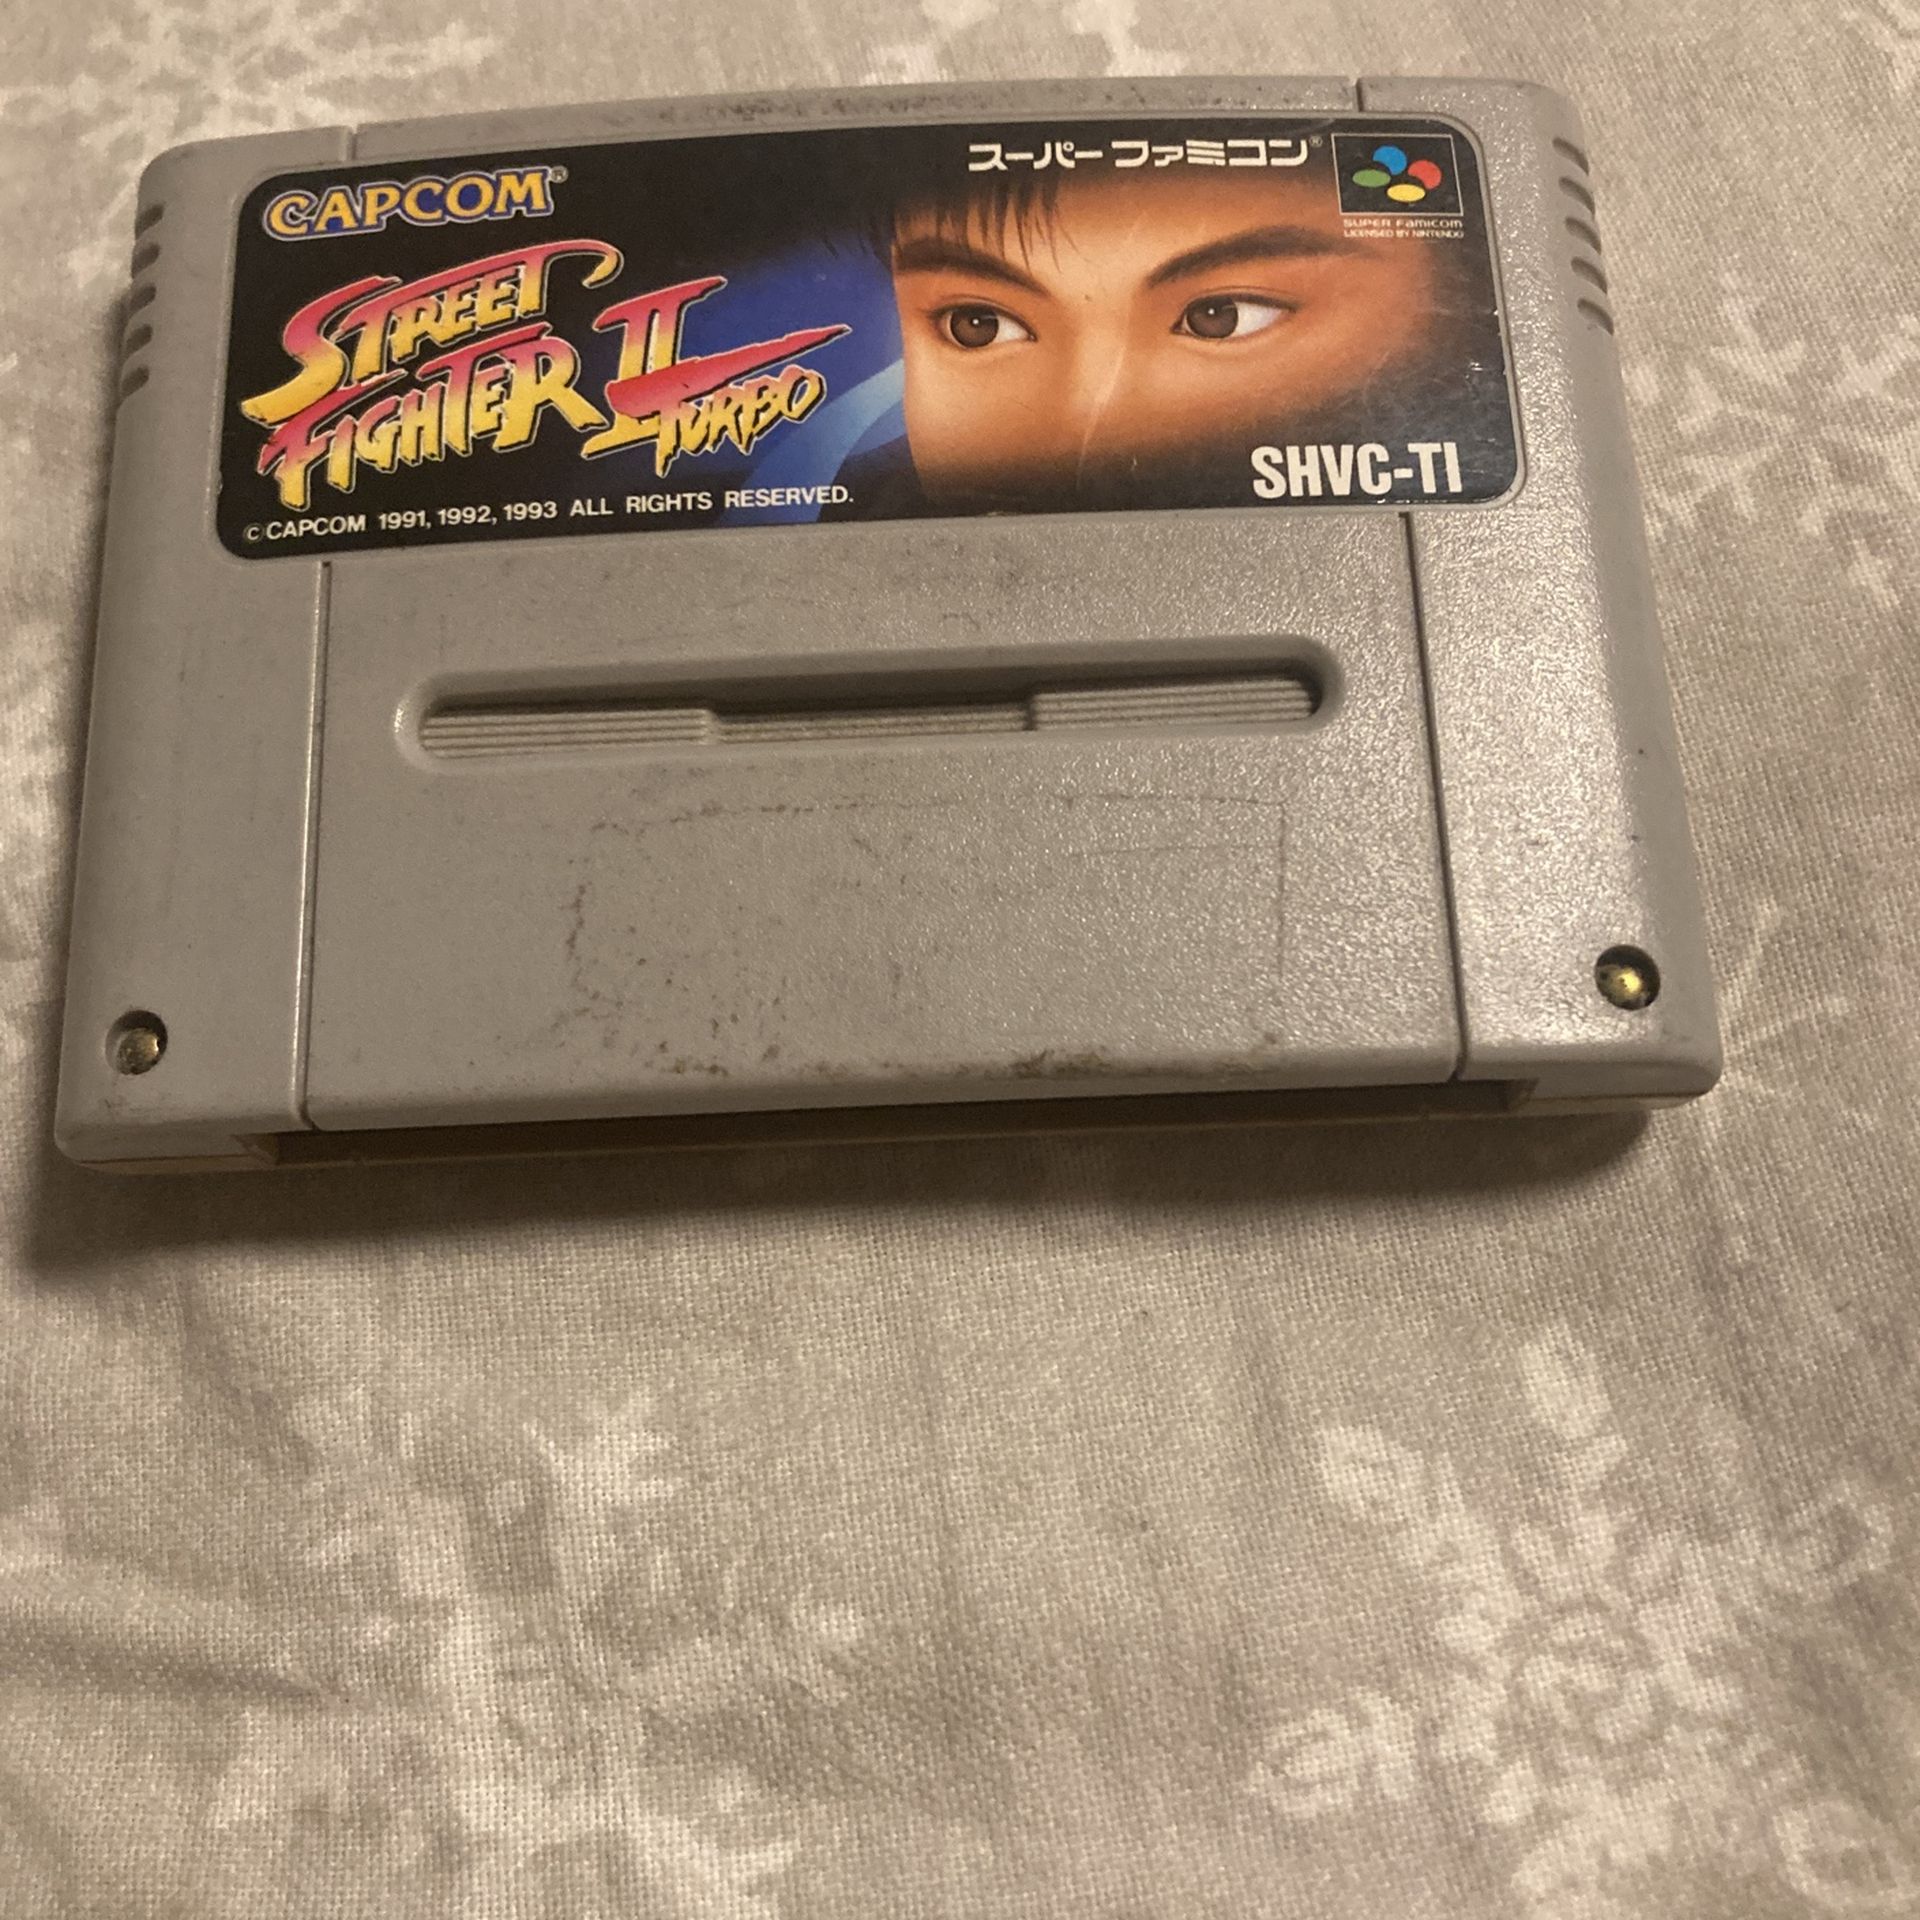 CAPCOM®
スーパーファミコン®
SUPER FAMICOM
LICENSED BY NINTENDO
STREET
FIGHTER II
TURBO
SHVC-TI
©CAPCOM 1991, 1992, 1993 ALL RIGHTS RESERVED.